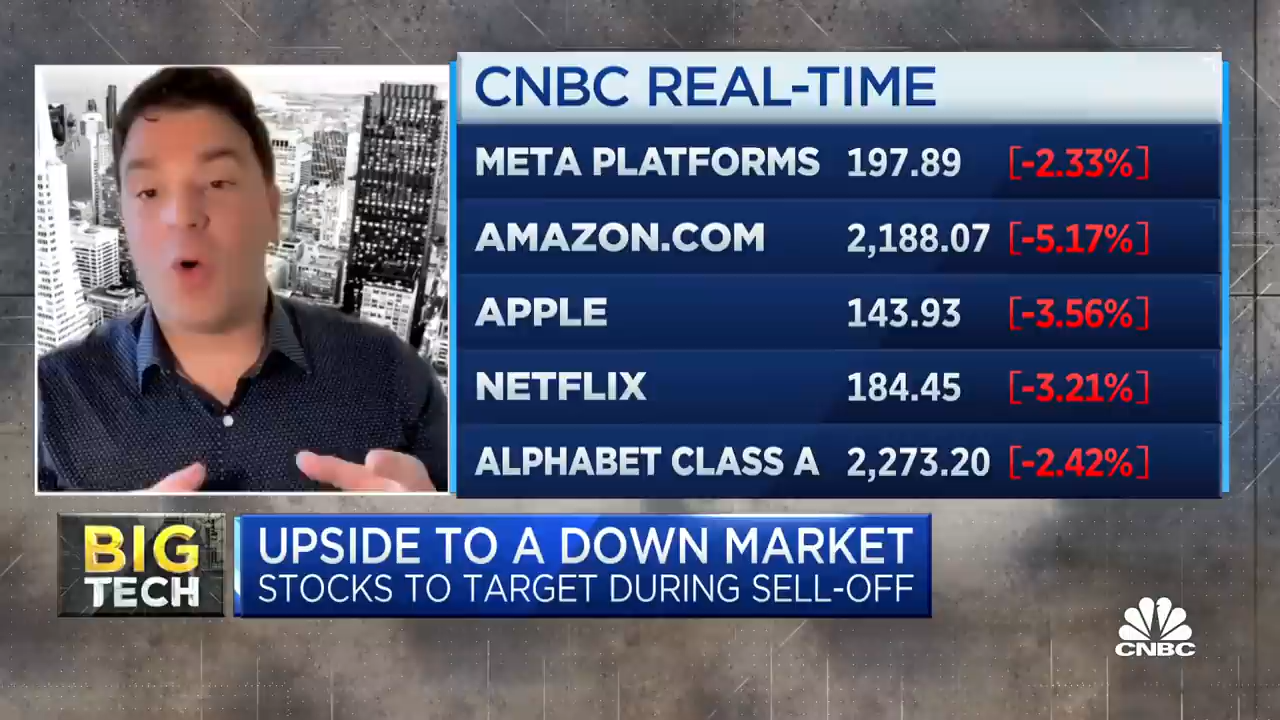 CNBC REAL-TIME
META PLATFORMS 197.89 [-2.33%]
AMAZON.COM 2,188.07 [-5.17%]
APPLE 143.93 [-3.56%]
NETFLIX 184.45 [-3.21%]
ALPHABET CLASS A 2,273.20 [-2.42%]
BIG
TECH
UPSIDE TO A DOWN MARKET
STOCKS TO TARGET DURING SELL-OFF
CNBC